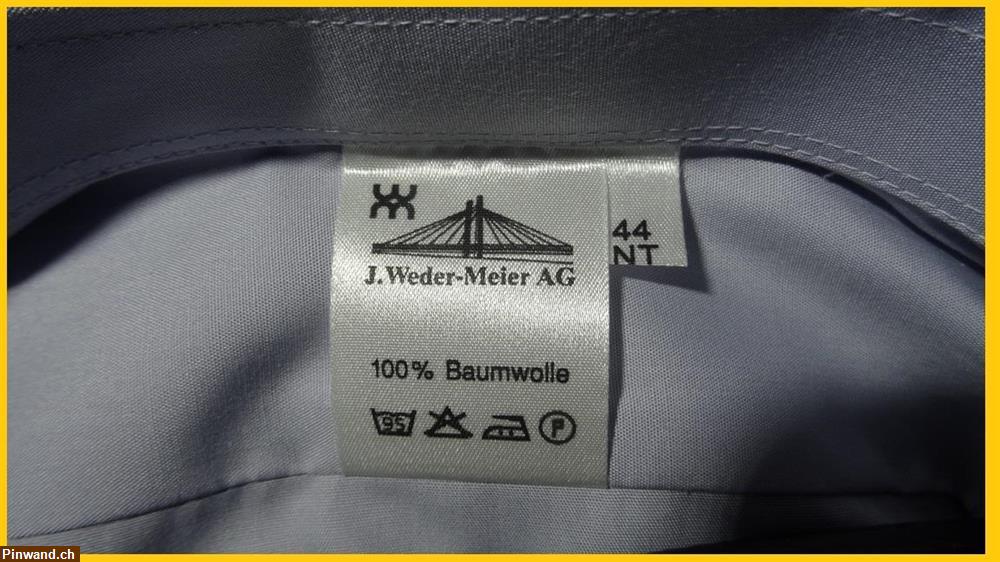 J. Weder-Meier AG
44
NT
100% Baumwolle
95
P
Pinwand.ch